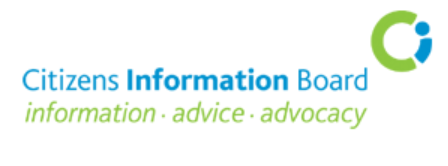 Citizens Information Board
information · advice · advocacy